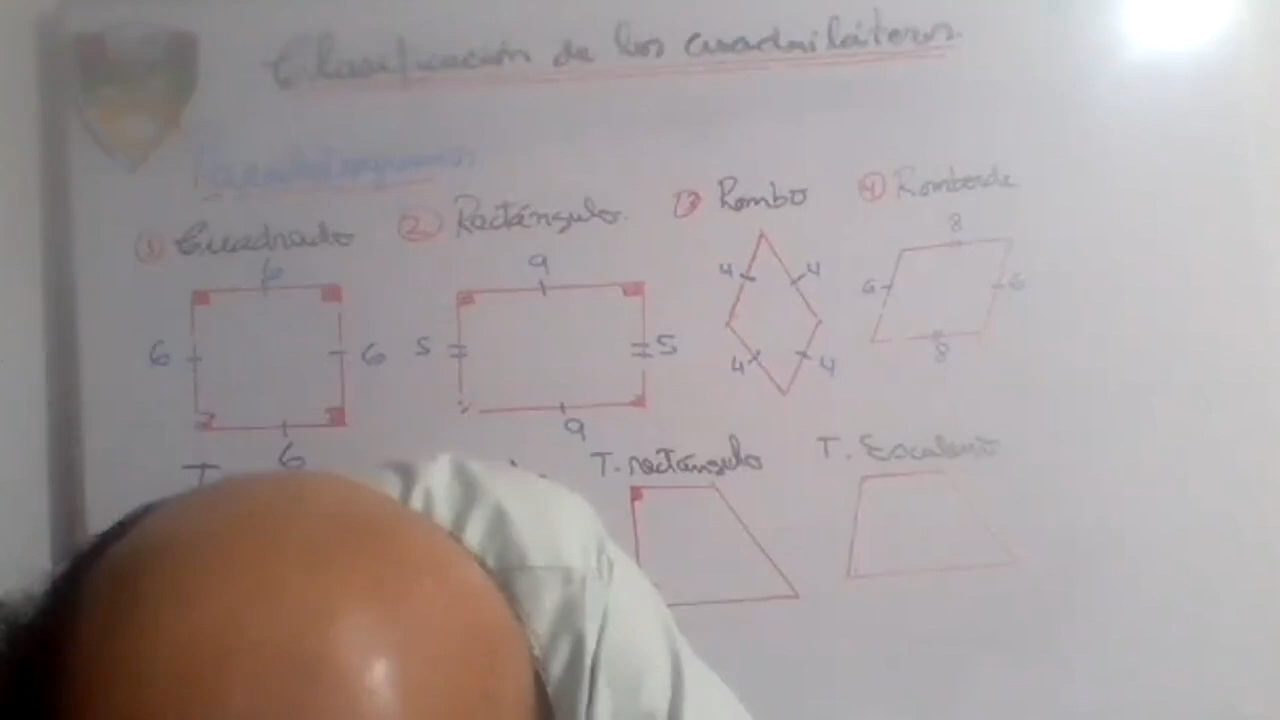 Clasificación de los cuadriláteros.
Paralelogramos
① Cuadrado ② Rectángulo. ③ Rombo ④ Romboide
6 9 4 4 8
6 6 5 5 6 6
4 4 8
6 9
T. T. rectángulo T. Escaleno